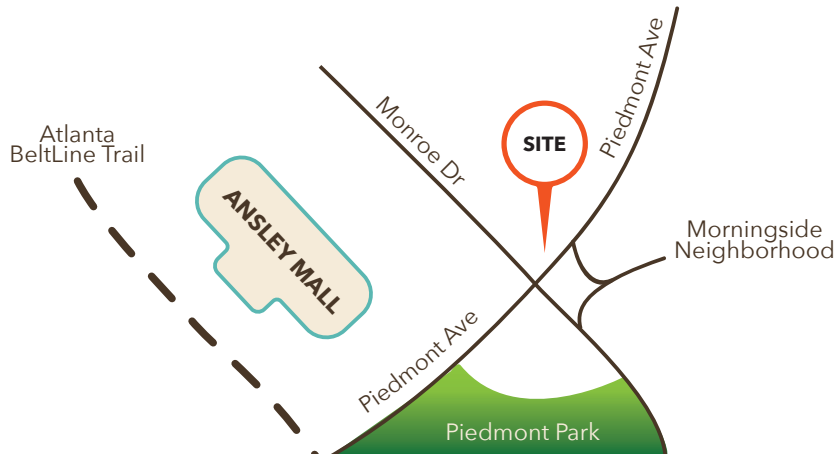 Piedmont Ave
Monroe Dr
SITE
Atlanta
BeltLine Trail
ANSLEY MALL
Morningside
Neighborhood
Piedmont Ave
Piedmont Park